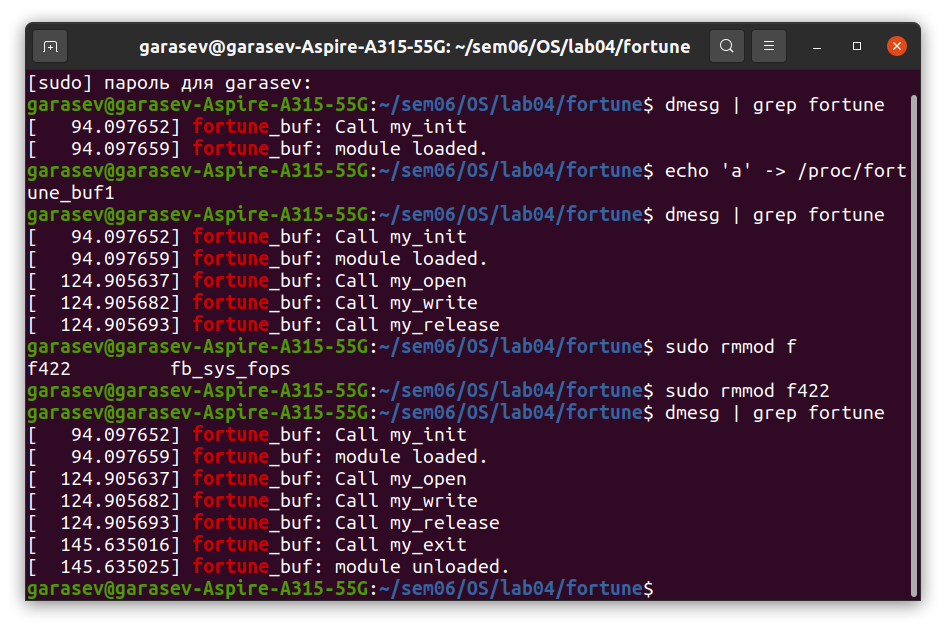 garasev@garasev-Aspire-A315-55G: ~/sem06/OS/lab04/fortune
[sudo] пароль для garasev:
garasev@garasev-Aspire-A315-55G:~/sem06/OS/lab04/fortune$ dmesg | grep fortune
[   94.097652] fortune_buf: Call my_init
[   94.097659] fortune_buf: module loaded.
garasev@garasev-Aspire-A315-55G:~/sem06/OS/lab04/fortune$ echo 'a' -> /proc/fort
une_buf1
garasev@garasev-Aspire-A315-55G:~/sem06/OS/lab04/fortune$ dmesg | grep fortune
[   94.097652] fortune_buf: Call my_init
[   94.097659] fortune_buf: module loaded.
[  124.905637] fortune_buf: Call my_open
[  124.905682] fortune_buf: Call my_write
[  124.905693] fortune_buf: Call my_release
garasev@garasev-Aspire-A315-55G:~/sem06/OS/lab04/fortune$ sudo rmmod f
f422         fb_sys_fops
garasev@garasev-Aspire-A315-55G:~/sem06/OS/lab04/fortune$ sudo rmmod f422
garasev@garasev-Aspire-A315-55G:~/sem06/OS/lab04/fortune$ dmesg | grep fortune
[   94.097652] fortune_buf: Call my_init
[   94.097659] fortune_buf: module loaded.
[  124.905637] fortune_buf: Call my_open
[  124.905682] fortune_buf: Call my_write
[  124.905693] fortune_buf: Call my_release
[  145.635016] fortune_buf: Call my_exit
[  145.635025] fortune_buf: module unloaded.
garasev@garasev-Aspire-A315-55G:~/sem06/OS/lab04/fortune$